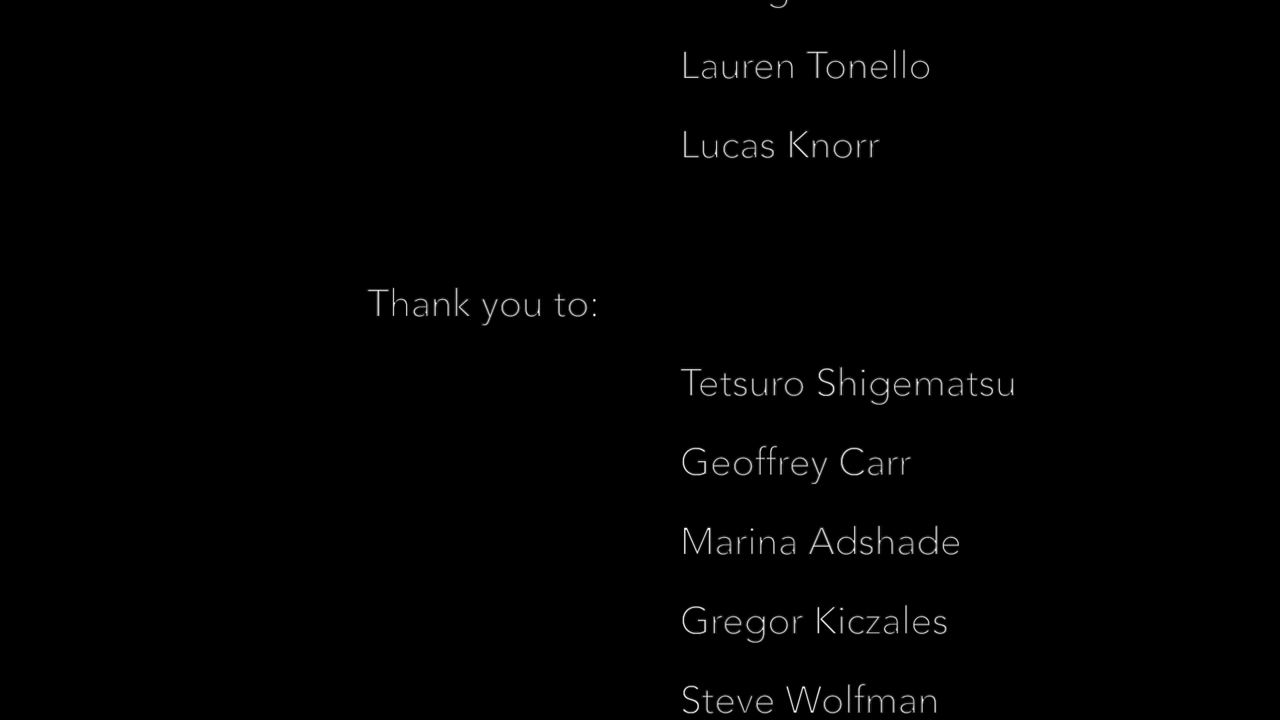 Lauren Tonello
Lucas Knorr
Thank you to:
Tetsuro Shigematsu
Geoffrey Carr
Marina Adshade
Gregor Kiczales
Steve Wolfman